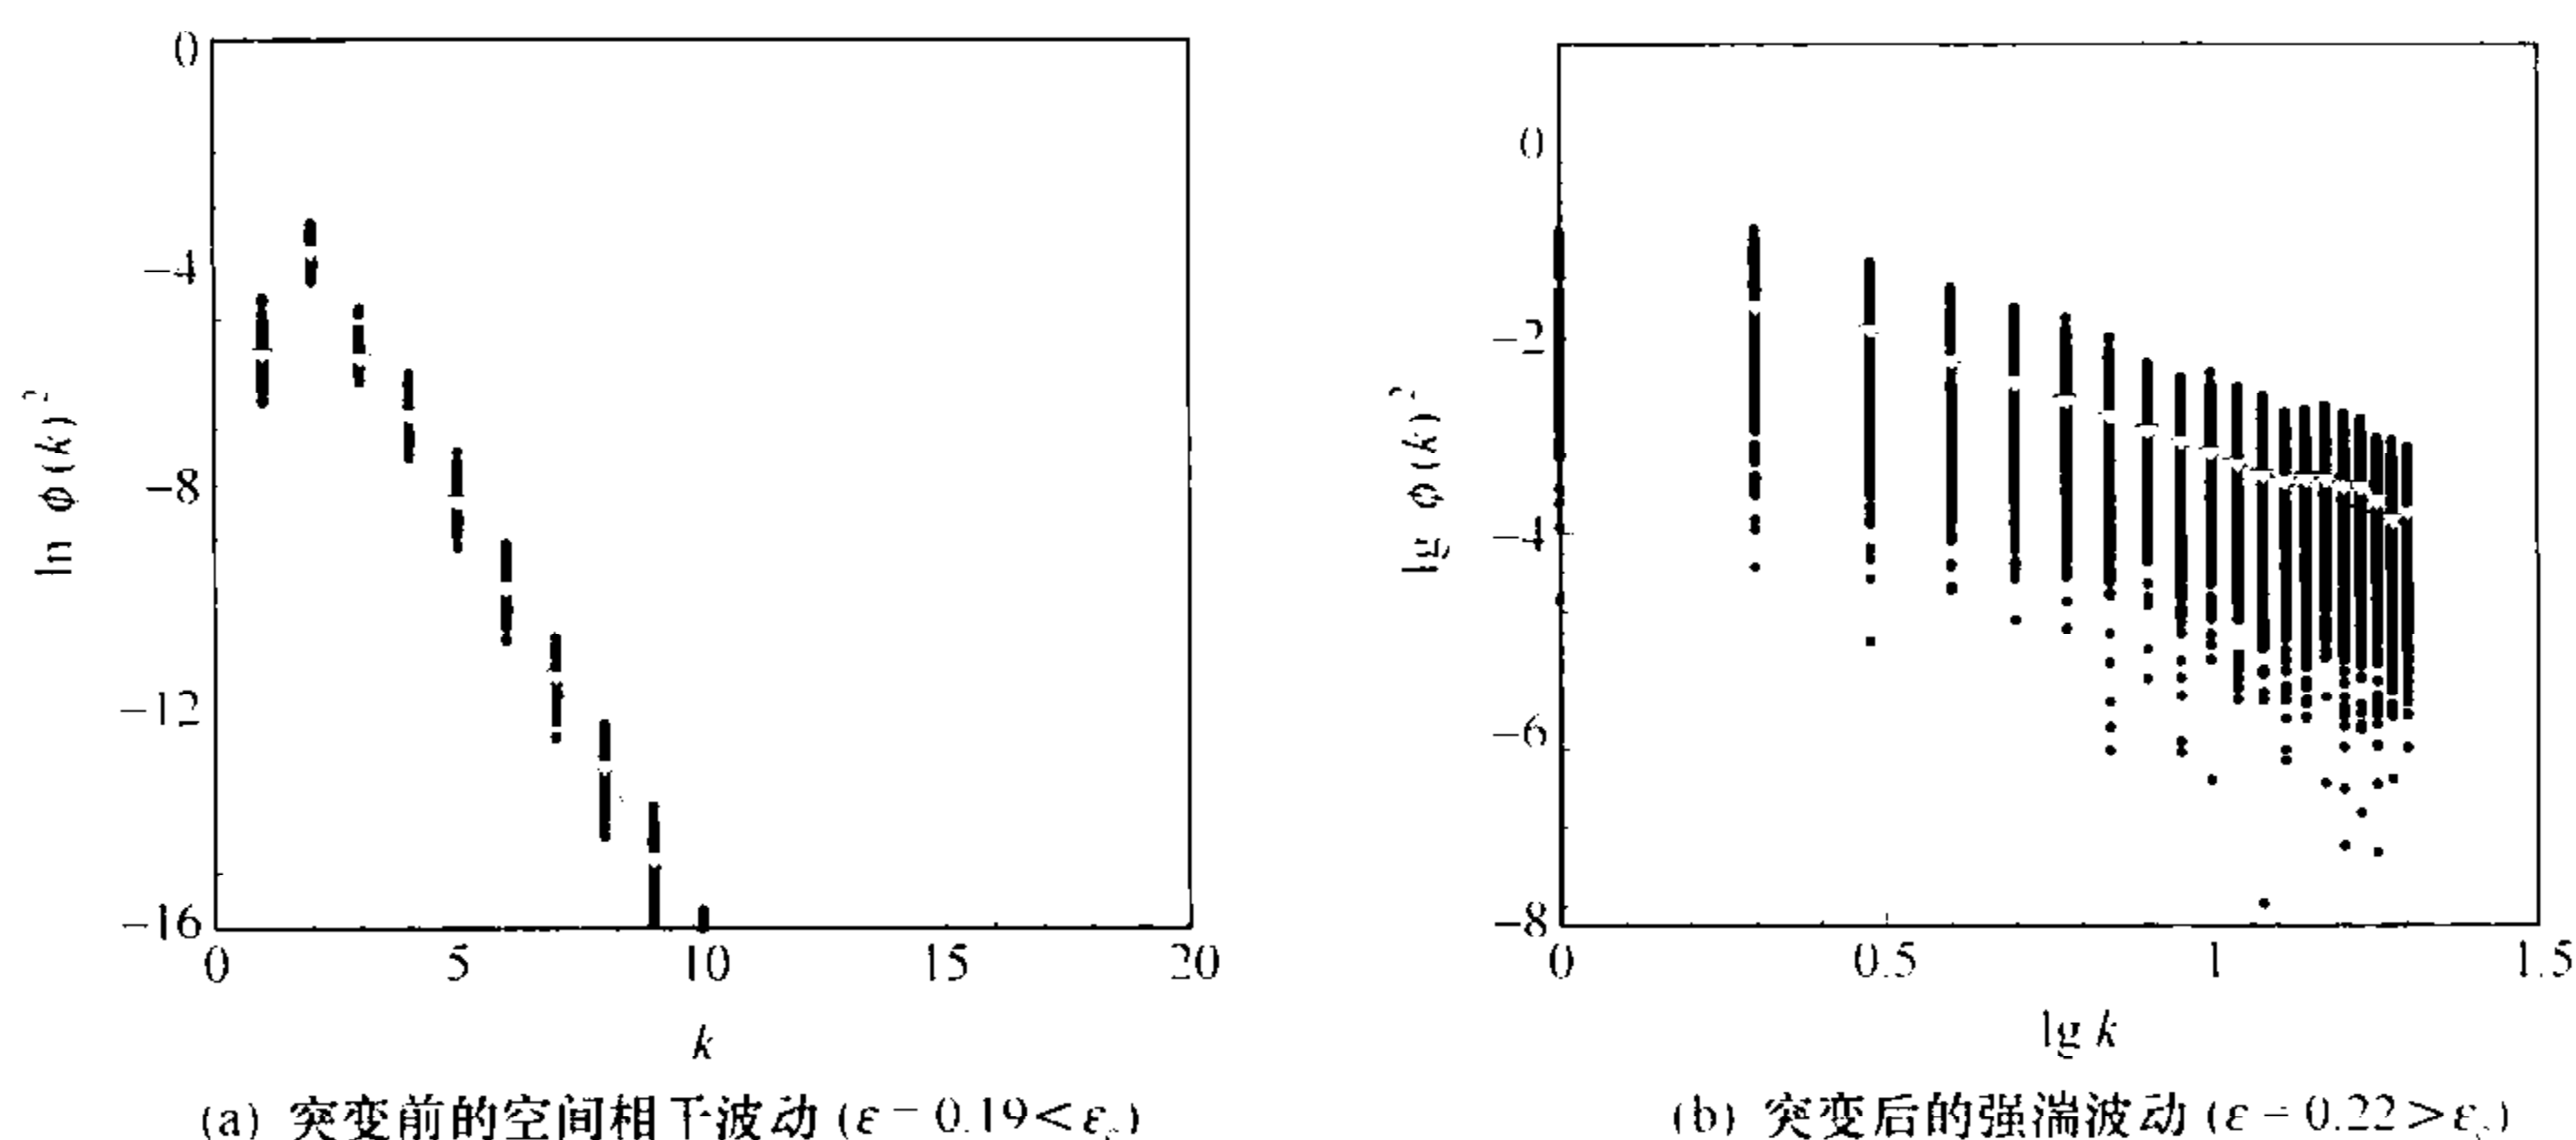 0
−4
−8
−12
−16
0 5 10 15 20
ln φ(k)²
k
(a) 突变前的空间相干波动 (ε = 0.19<ε_c)
0
−2
−4
−6
−8
0 0.5 1 1.5
lg φ(k)²
lg k
(b) 突变后的强湍波动 (ε = 0.22>ε_c)